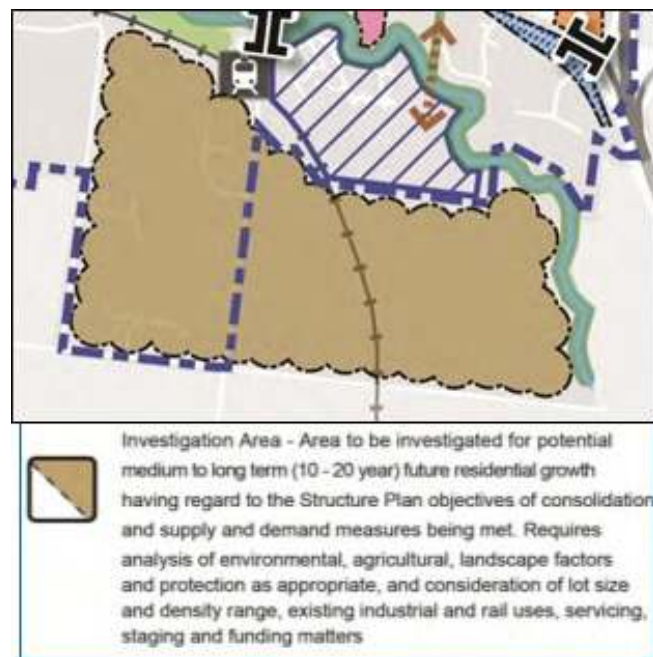 Investigation Area - Area to be investigated for potential
medium to long term (10 - 20 year) future residential growth
having regard to the Structure Plan objectives of consolidation
and supply and demand measures being met. Requires
analysis of environmental, agricultural, landscape factors
and protection as appropriate, and consideration of lot size
and density range, existing industrial and rail uses, servicing,
staging and funding matters